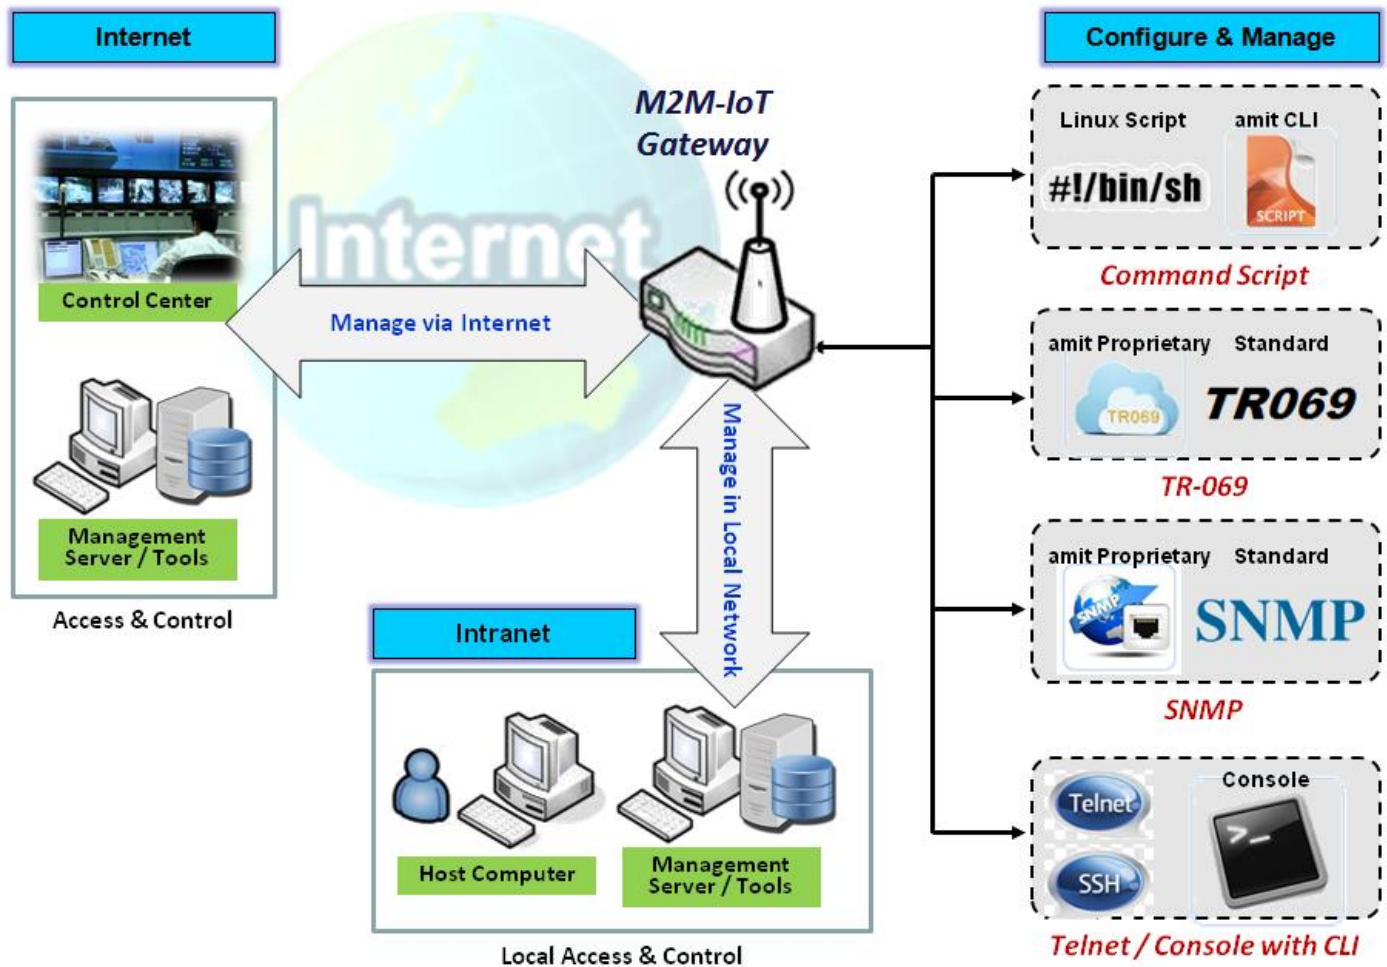 Internet
Control Center
Management
Server / Tools
Access & Control
Internet
M2M-IoT
Gateway
Manage via Internet
Manage in Local Network
Intranet
Host Computer
Management
Server / Tools
Local Access & Control
Configure & Manage
Linux Script
amit CLI
#!/bin/sh
SCRIPT
Command Script
amit Proprietary
Standard
TR069
TR069
TR-069
amit Proprietary
Standard
SNMP
SNMP
SNMP
Telnet
SSH
Console
>_
Telnet / Console with CLI